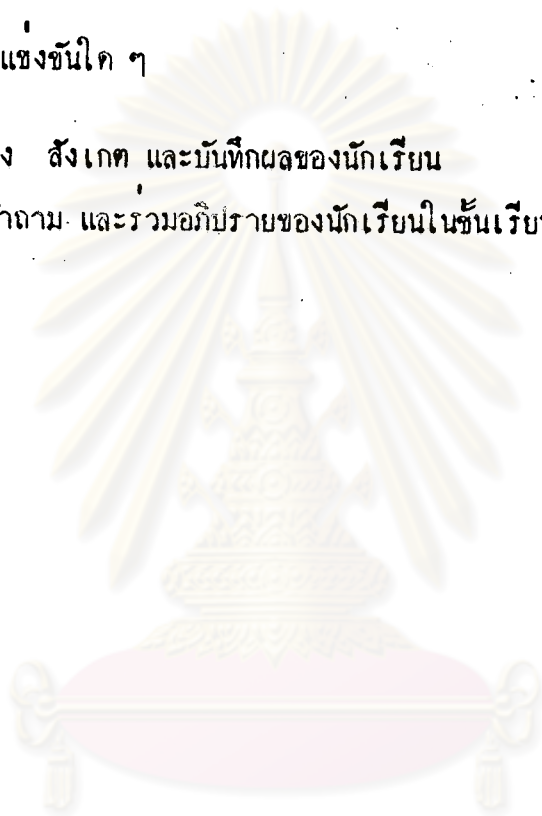 แข่งขันใด ๆ
ง สังเกต และบันทึกผลของนักเรียน
ำถาม และร่วมอภิปรายของนักเรียนในชั้นเรีย